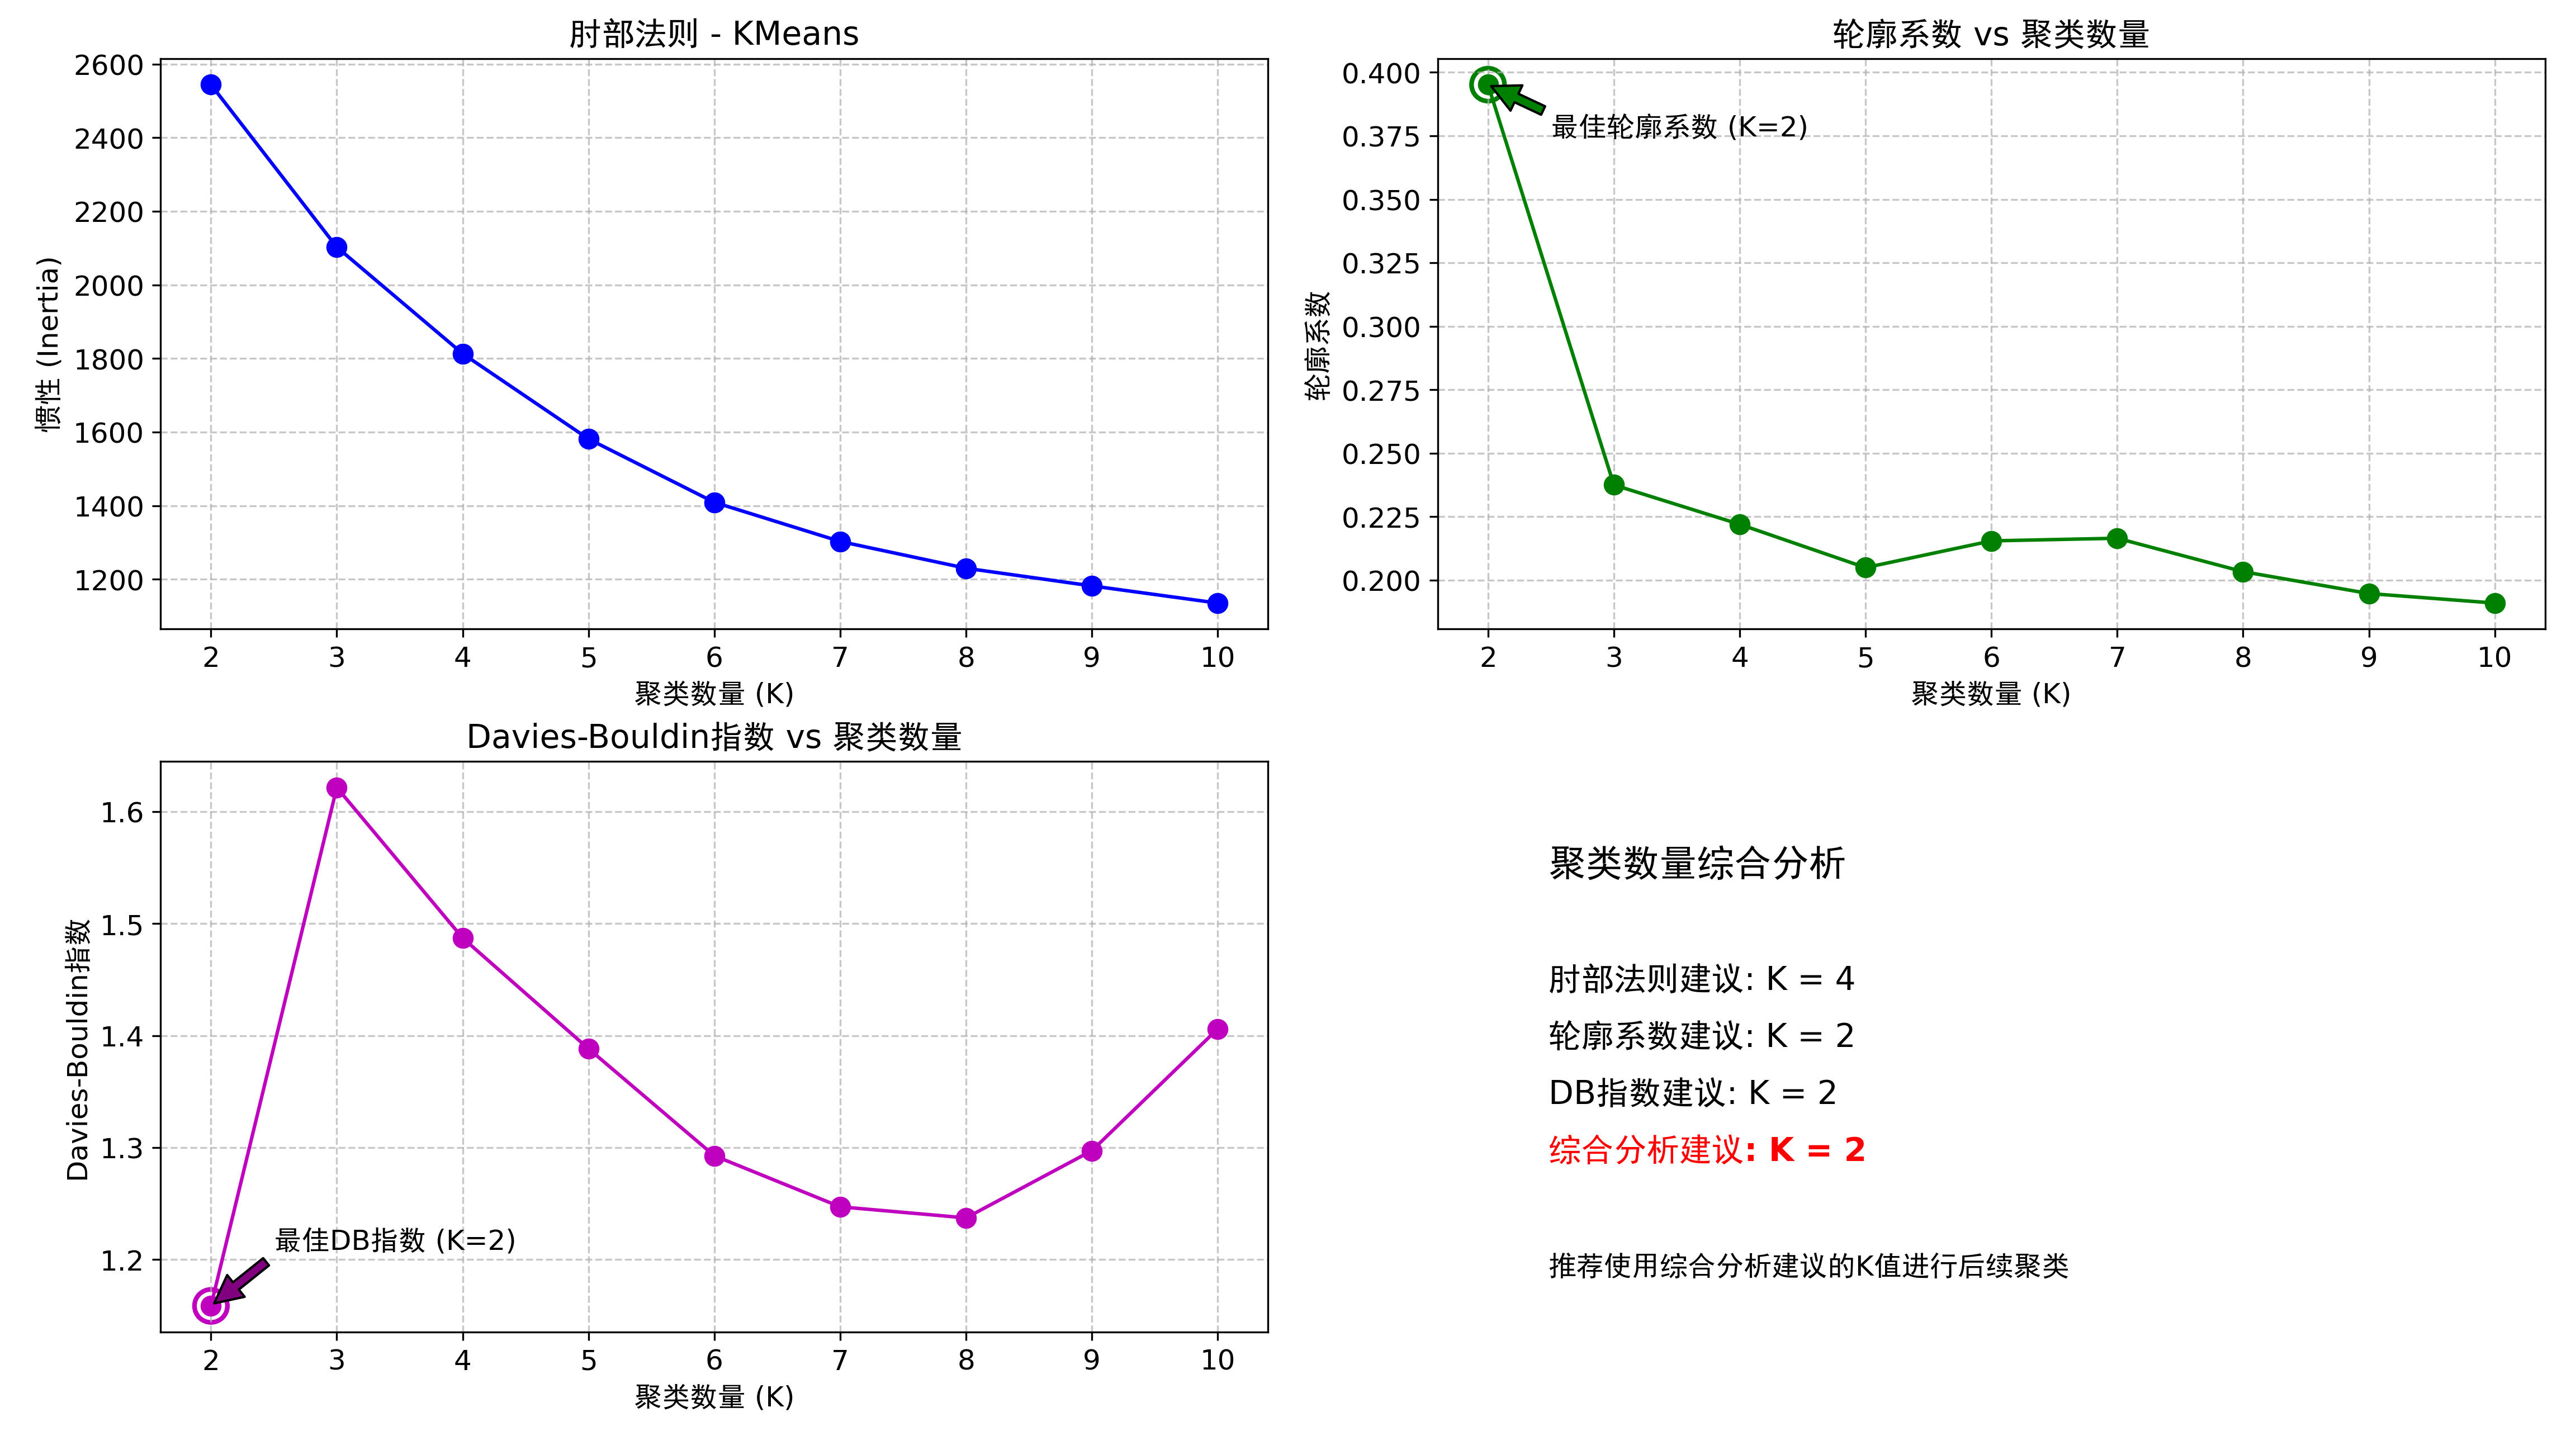 肘部法则 - KMeans
2600
2400
2200
2000
1800
1600
1400
1200
惯性 (Inertia)
2 3 4 5 6 7 8 9 10
聚类数量 (K)
轮廓系数 vs 聚类数量
0.400
0.375
0.350
0.325
0.300
0.275
0.250
0.225
0.200
轮廓系数
最佳轮廓系数 (K=2)
2 3 4 5 6 7 8 9 10
聚类数量 (K)
Davies-Bouldin指数 vs 聚类数量
1.6
1.5
1.4
1.3
1.2
Davies-Bouldin指数
最佳DB指数 (K=2)
2 3 4 5 6 7 8 9 10
聚类数量 (K)
聚类数量综合分析
肘部法则建议: K = 4
轮廓系数建议: K = 2
DB指数建议: K = 2
综合分析建议: K = 2
推荐使用综合分析建议的K值进行后续聚类